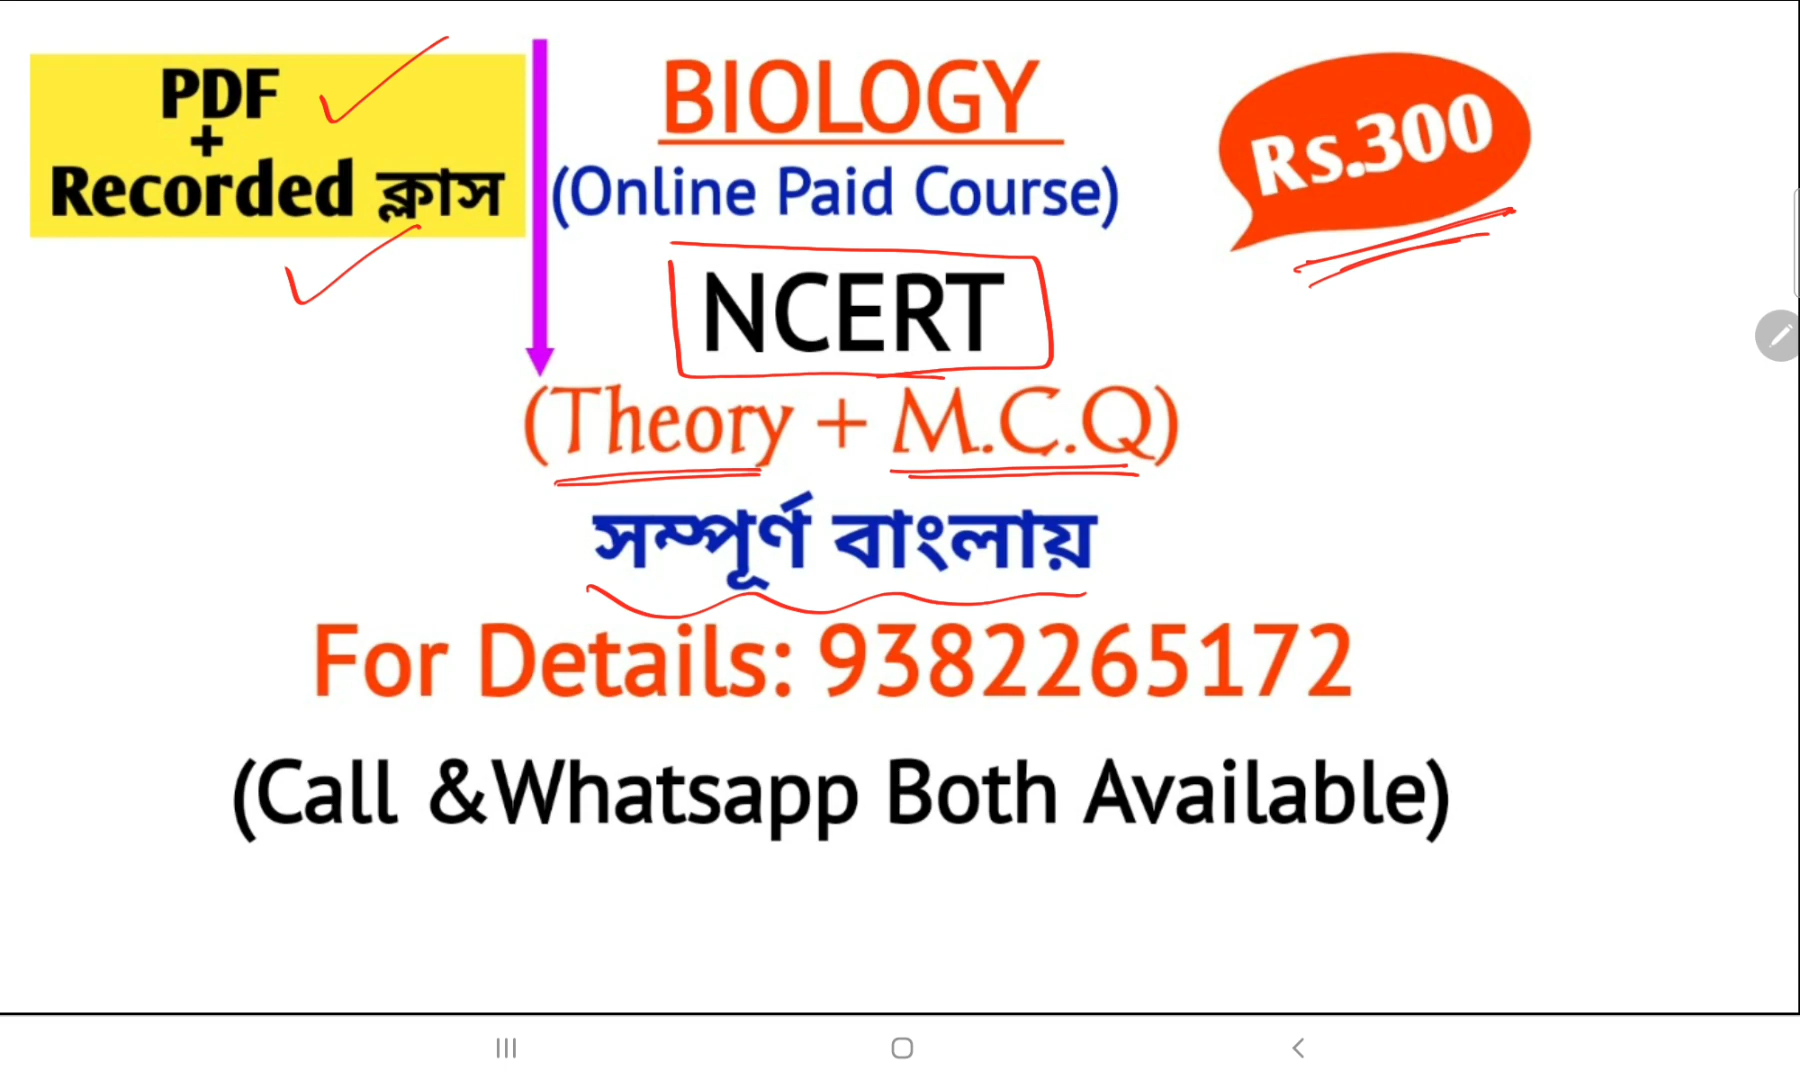 PDF
+
Recorded ক্লাস
BIOLOGY
(Online Paid Course)
Rs.300
NCERT
(Theory + M.C.Q)
সম্পূর্ণ বাংলায়
For Details: 9382265172
(Call &Whatsapp Both Available)